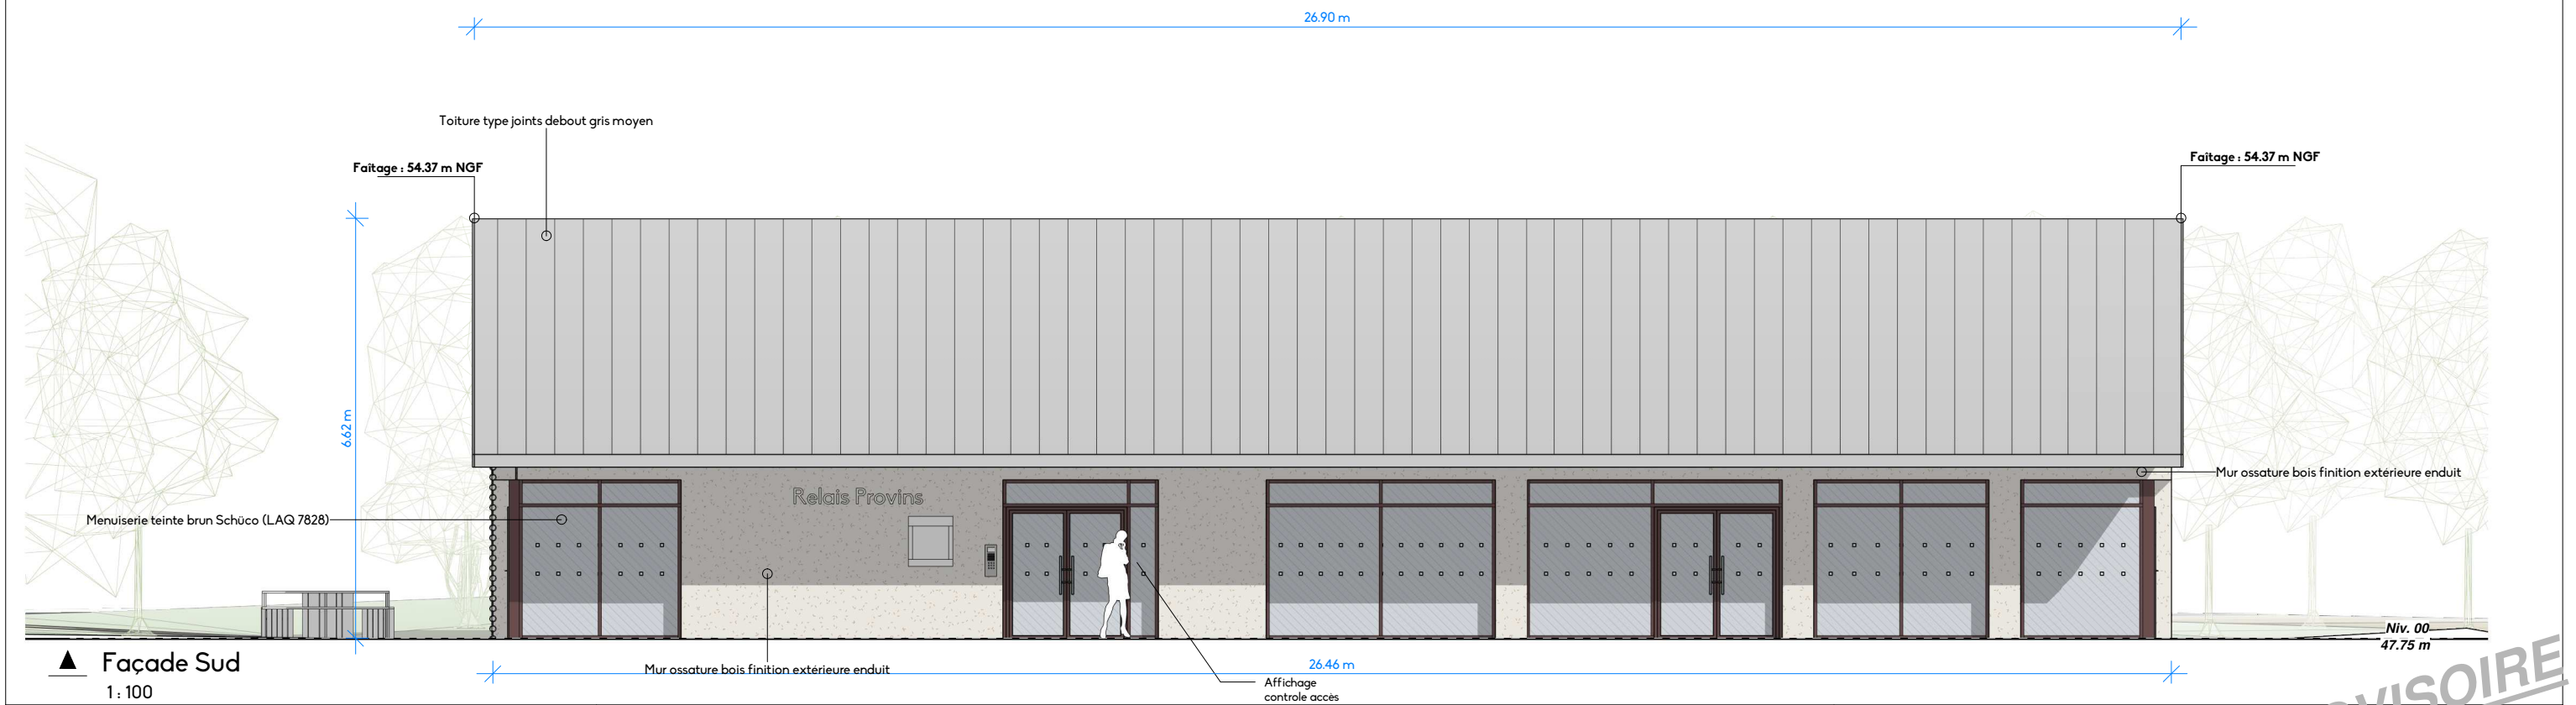 26.90 m
Toiture type joints debout gris moyen
Faîtage : 54.37 m NGF
Faîtage : 54.37 m NGF
6.62 m
Relais Provins
Mur ossature bois finition extérieure enduit
Menuiserie teinte brun Schüco (LAQ 7828)
Niv. 00
47.75 m
Façade Sud
1 : 100
Mur ossature bois finition extérieure enduit
26.46 m
Affichage
controle accès